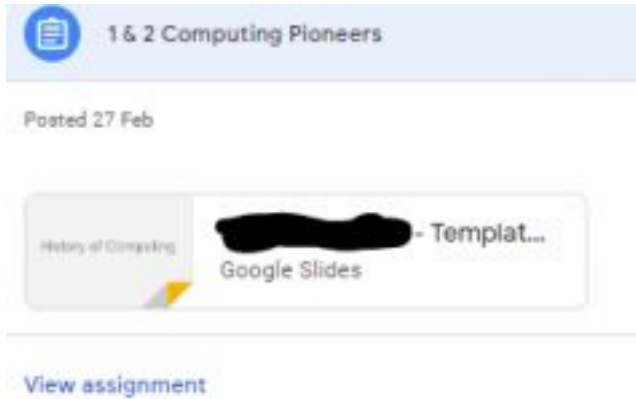 1 & 2 Computing Pioneers
Posted 27 Feb
History of Computing
- Templat...
Google Slides
View assignment